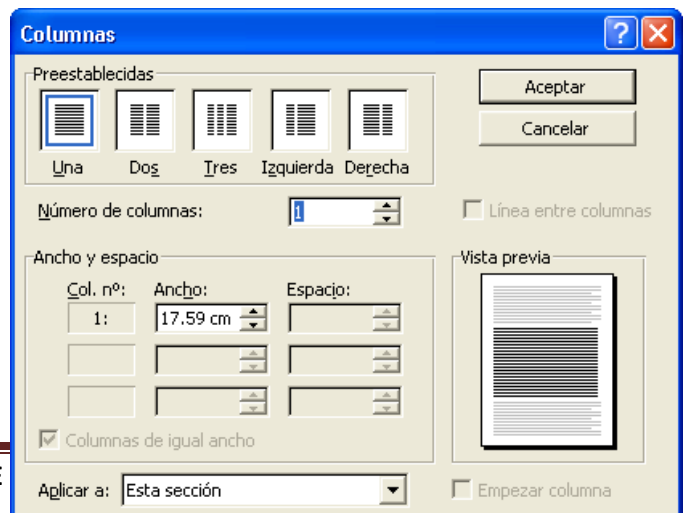 Columnas
Preestablecidas
Una Dos Tres Izquierda Derecha
Aceptar
Cancelar
Número de columnas: 1
Línea entre columnas
Ancho y espacio
Col. nº: Ancho: Espacio:
1: 17.59 cm
Columnas de igual ancho
Vista previa
Aplicar a: Esta sección
Empezar columna